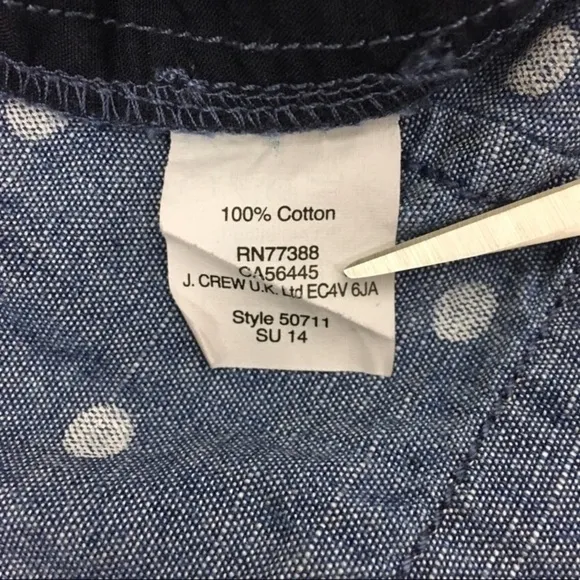 100% Cotton
RN77388
CA56445
J. CREW U.K. Ltd EC4V 6JA
Style 50711
SU 14